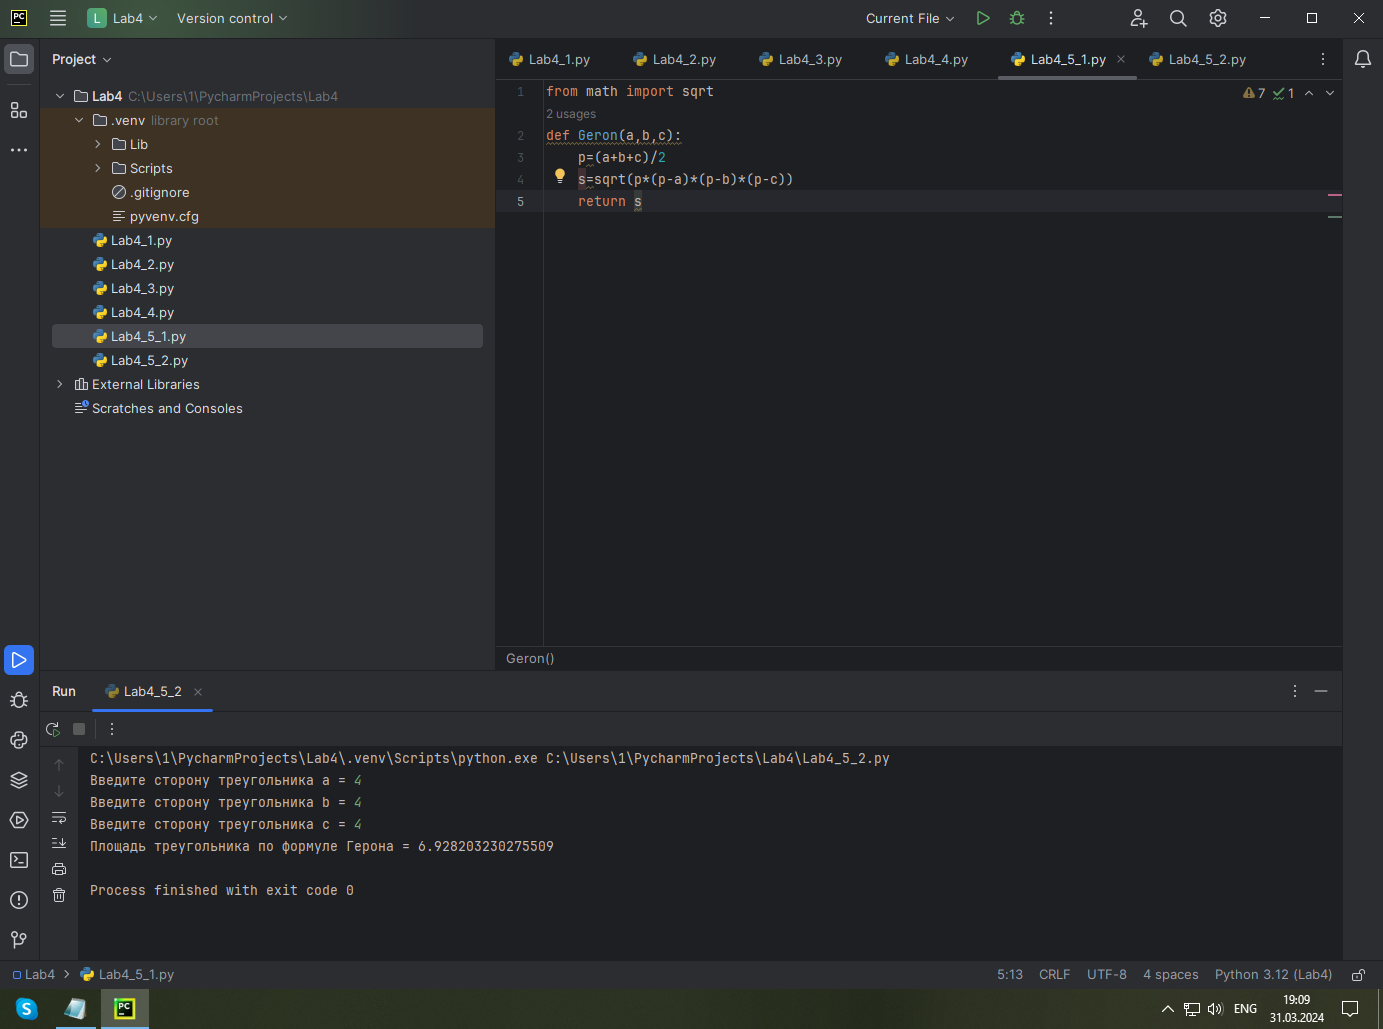 PC
L Lab4 Version control Current File
Project
Lab4_1.py Lab4_2.py Lab4_3.py Lab4_4.py Lab4_5_1.py Lab4_5_2.py
Lab4 C:\Users\1\PycharmProjects\Lab4
.venv library root
Lib
Scripts
.gitignore
pyvenv.cfg
Lab4_1.py
Lab4_2.py
Lab4_3.py
Lab4_4.py
Lab4_5_1.py
Lab4_5_2.py
External Libraries
Scratches and Consoles
1 from math import sqrt
7 1
2 usages
2 def Geron(a,b,c):
3 p=(a+b+c)/2
4 s=sqrt(p*(p-a)*(p-b)*(p-c))
5 return s
Geron()
Run Lab4_5_2
C:\Users\1\PycharmProjects\Lab4\.venv\Scripts\python.exe C:\Users\1\PycharmProjects\Lab4\Lab4_5_2.py
Введите сторону треугольника a = 4
Введите сторону треугольника b = 4
Введите сторону треугольника c = 4
Площадь треугольника по формуле Герона = 6.928203230275509
Process finished with exit code 0
Lab4 Lab4_5_1.py 5:13 CRLF UTF-8 4 spaces Python 3.12 (Lab4)
S PC ENG 19:09
31.03.2024